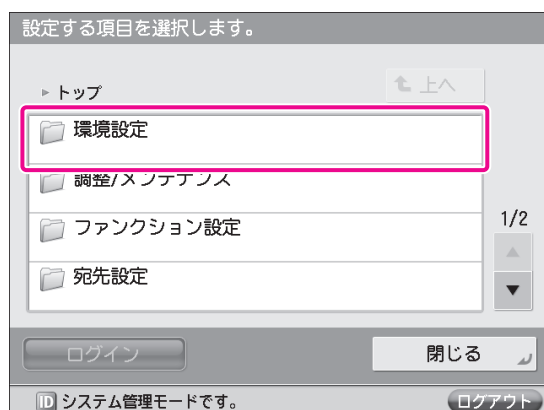 設定する項目を選択します。
トップ
上へ
環境設定
調整/メンテナンス
ファンクション設定
1/2
宛先設定
ログイン
閉じる
ID システム管理モードです。
ログアウト